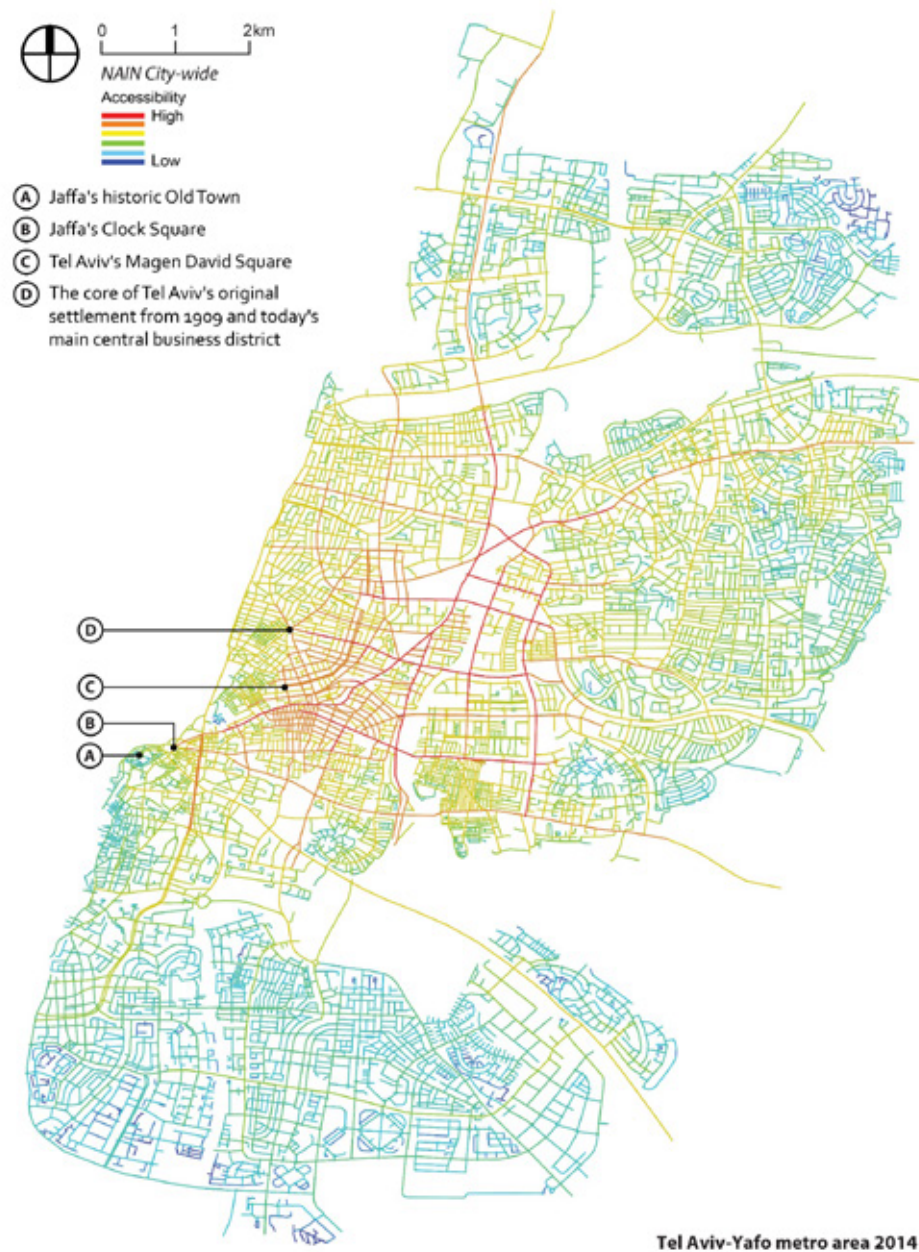 0 1 2km
NAIN City-wide
Accessibility
High
Low
A Jaffa's historic Old Town
B Jaffa's Clock Square
C Tel Aviv's Magen David Square
D The core of Tel Aviv's original
settlement from 1909 and today's
main central business district
D
C
B
A
Tel Aviv-Yafo metro area 2014